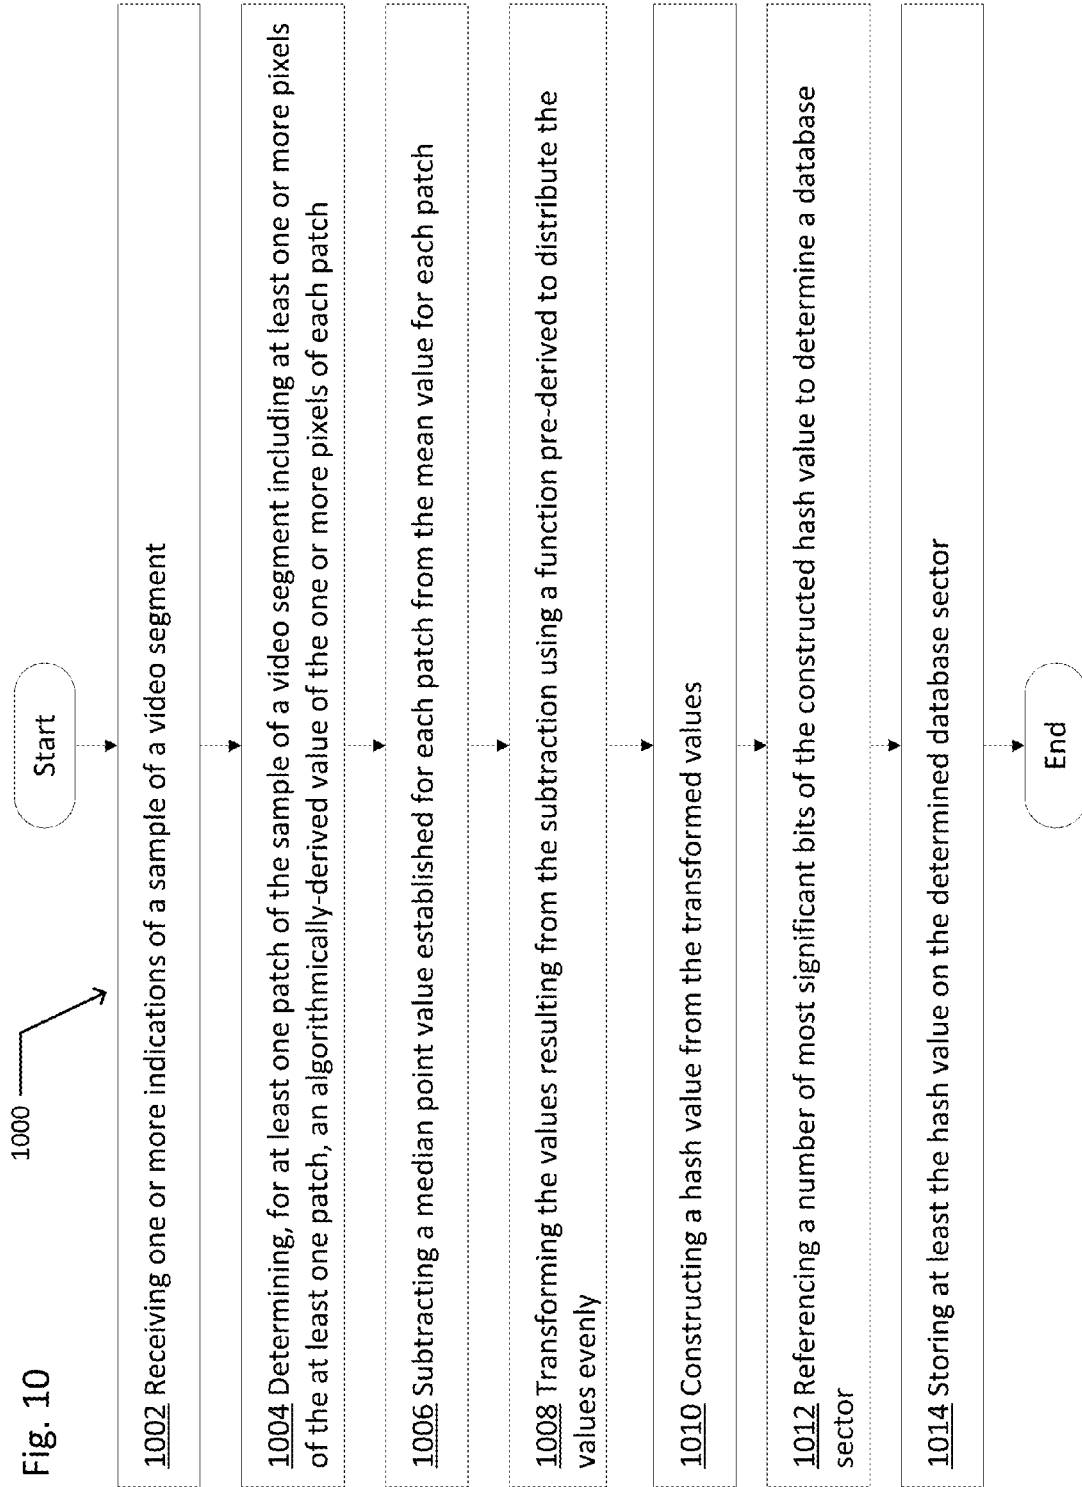 Fig. 10
1000
Start
1002 Receiving one or more indications of a sample of a video segment
1004 Determining, for at least one patch of the sample of a video segment including at least one or more pixels
of the at least one patch, an algorithmically-derived value of the one or more pixels of each patch
1006 Subtracting a median point value established for each patch from the mean value for each patch
1008 Transforming the values resulting from the subtraction using a function pre-derived to distribute the
values evenly
1010 Constructing a hash value from the transformed values
1012 Referencing a number of most significant bits of the constructed hash value to determine a database
sector
1014 Storing at least the hash value on the determined database sector
End